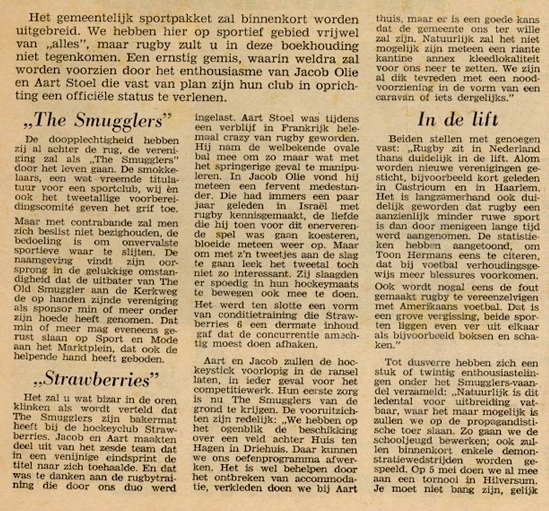 Het gemeentelijk sportpakket zal binnenkort worden
uitgebreid. We hebben hier op sportief gebied vrijwel
van „alles”, maar rugby zult u in deze boekhouding
niet tegenkomen. Een ernstig gemis, waarin weldra zal
worden voorzien door het enthousiasme van Jacob Olie
en Aart Stoel die vast van plan zijn hun club in oprich-
ting een officiële status te verlenen.
„The Smugglers”
De doopplechtigheid hebben
zij al achter de rug, de vereni-
ging zal als „The Smugglers”
door het leven gaan. De smokke-
laars, een wat vreemde titula-
tuur voor een sportclub, wij èn
ook het tweetallige voorberei-
dingscomité geven het grif toe.
Maar met contrabande zal men
zich beslist niet bezighouden, de
bedoeling is om onvervalste
sportieve waar te slijten. De
naamgeving vindt zijn oor-
sprong in de gelukkige omstan-
digheid dat de uitbater van The
Old Smuggler aan de Kerkweg
de op handen zijnde vereniging
als sponsor min of meer onder
zijn hoede heeft genomen. Dat
min of meer mag eveneens ge-
rust slaan op Sport en Mode
aan het Marktplein, dat ook de
helpende hand heeft geboden.
„Strawberries”
Het zal u wat bizar in de oren
klinken als wordt verteld dat
The Smugglers zijn bakermat
heeft bij de hockeyclub Straw-
berries. Jacob en Aart maakten
deel uit van het zesde team dat
in een venijnige eindsprint de
titel naar zich toehaalde. En dat
was te danken aan de rugbytrai-
ning die door ons duo werd
ingelast. Aart Stoel was tijdens
een verblijf in Frankrijk hele-
maal crazy van rugby geworden.
Hij nam de welbekende ovale
bal mee om zo maar wat met
het springerige geval te manipu-
leren. In Jacob Olie vond hij
meteen een fervent medestan-
der. Die had immers een paar
jaar geleden in Israël met
rugby kennisgemaakt, de liefde
die hij toen voor dit enerveren-
de spel was gaan koesteren,
bloeide meteen weer op. Maar
om met z’n tweetjes aan de slag
te gaan leek het tweetal toch
niet zo interessant. Zij slaagden
er spoedig in hun hockeymaats
te bewegen ook mee te doen.
Het werd ten slotte een vorm
van conditietraining die Straw-
berries 6 een dermate inhoud
gaf dat de concurrentie amech-
tig moest doen afhaken.
Aart en Jacob zullen de hoc-
keystick voorlopig in de ransel
laten, in ieder geval voor het
competitiewerk. Hun eerste zorg
is nu The Smugglers van de
grond te krijgen. De vooruitzich-
ten zijn redelijk: „We hebben op
het ogenblik de beschikking
over een veld achter Huis ten
Hagen in Driehuis. Daar kunnen
we ons oefenprogramma afwer-
ken, Het is wel behelpen door
het ontbreken van accommoda-
tie, verkleden doen we bij Aart
thuis, maar er is een goede kans
dat de gemeente ons ter wille
zal zijn. Natuurlijk zal het niet
mogelijk zijn meteen een riante
kantine annex kleedlokaliteit
voor ons neer te zetten. We zijn
al dik tevreden met een nood-
voorziening in de vorm van een
caravan of iets dergelijks.”
In de lift
Beiden stellen met genoegen
vast: „Rugby zit in Nederland
thans duidelijk in de lift. Alom
worden nieuwe verenigingen ge-
sticht, bijvoorbeeld kort geleden
in Castricum en in Haarlem.
Het is langzamerhand ook dui-
delijk geworden dat rugby een
aanzienlijk minder ruwe sport
is dan door menigeen lange tijd
werd aangenomen. De statistie-
ken hebben aangetoond, om
Toon Hermans eens te citeren,
dat bij voetbal verhoudingsge-
wijs meer blessures voorkomen.
Ook wordt nogal eens de fout
gemaakt rugby te vereenzelvigen
met Amerikaans voetbal. Dat is
een grove vergissing, beide spor-
ten liggen even ver uit elkaar
als bijvoorbeeld boksen en scha-
ken.”
Tot dusverre hebben zich een
stuk of twintig enthousiastelin-
gen onder het Smugglers-vaan-
del verzameld: „Natuurlijk is dit
ledental voor uitbreiding vat-
baar, waar het maar mogelijk is
zullen we op de propagandisti-
sche toer slaan. Zo gaan we de
schooljeugd bewerken; ook zul-
len binnenkort enkele demon-
stratiewedstrijden worden ge-
speeld. Op 5 mei doen we al mee
aan een tornooi in Hilversum.
Je moet niet bang zijn, gelijk